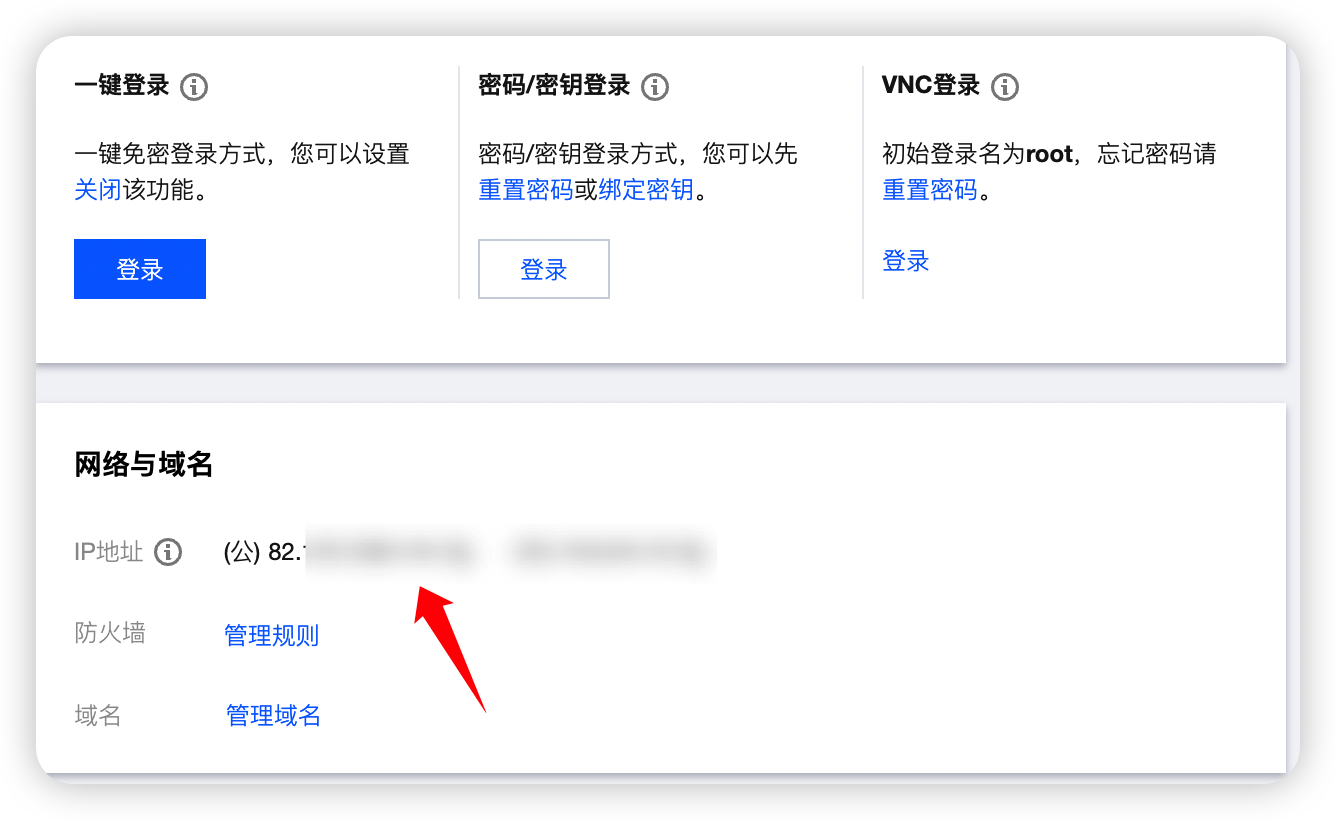 一键登录
一键免密登录方式，您可以设置
关闭该功能。
登录
密码/密钥登录
密码/密钥登录方式，您可以先
重置密码或绑定密钥。
登录
VNC登录
初始登录名为root，忘记密码请
重置密码。
登录
网络与域名
IP地址 (公) 82.
防火墙 管理规则
域名 管理域名